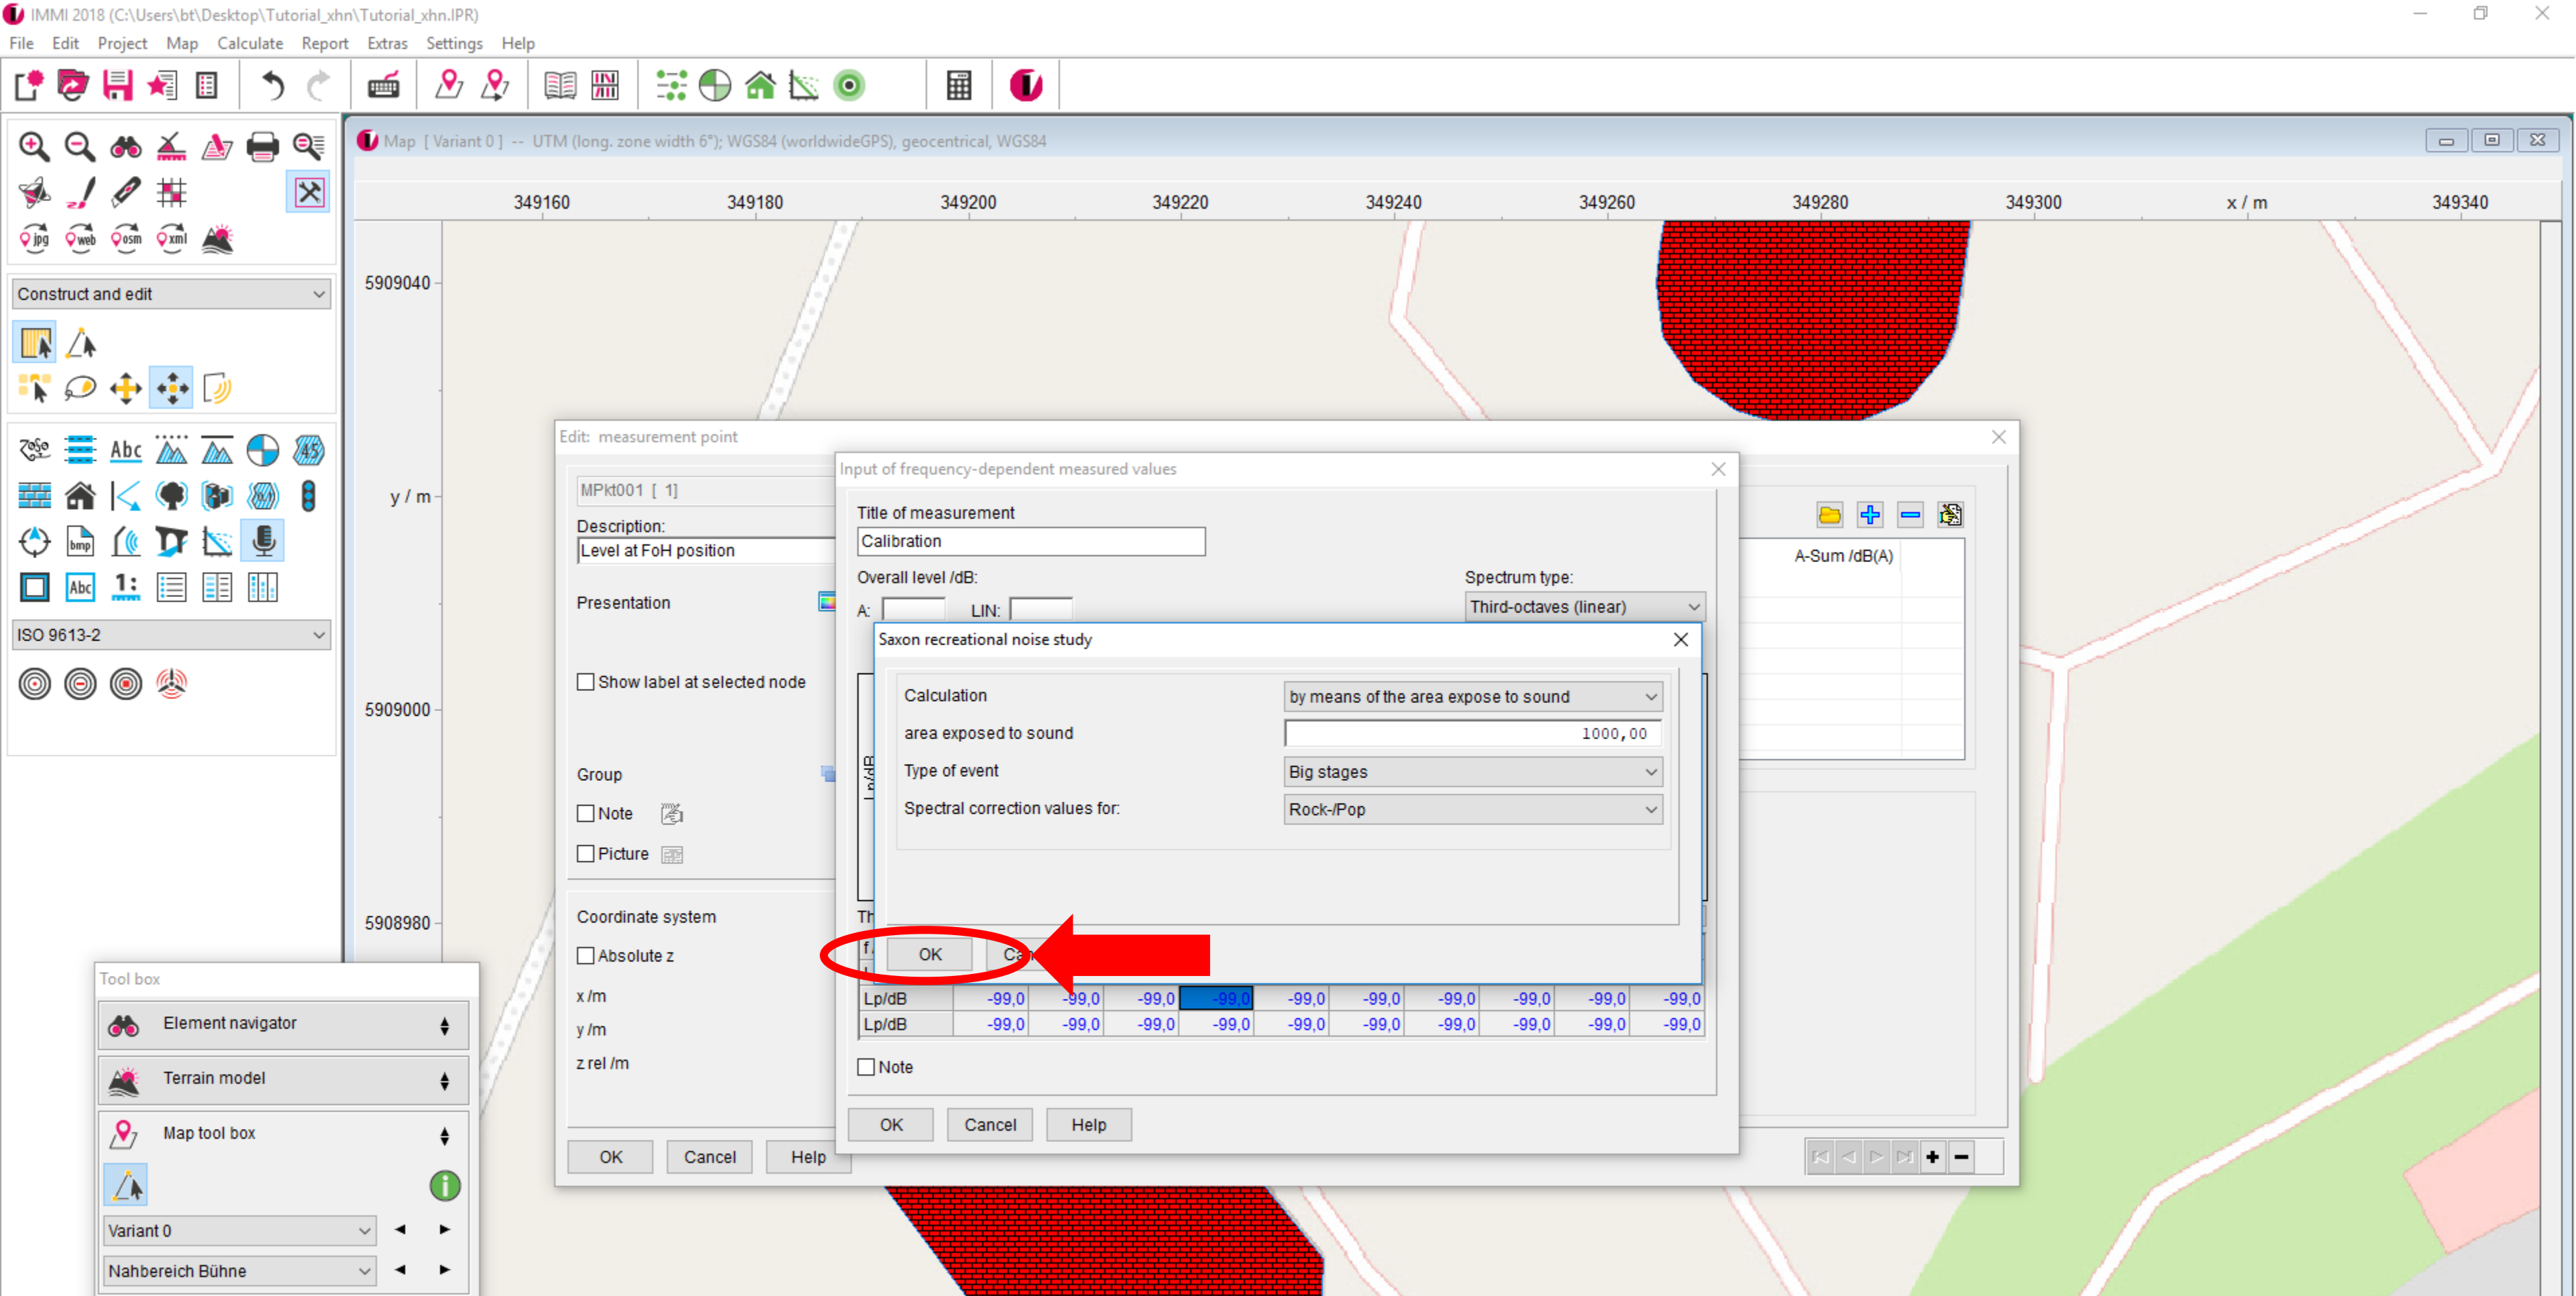 IMMI 2018 (C:\Users\bt\Desktop\Tutorial_xhn\Tutorial_xhn.IPR)
File Edit Project Map Calculate Report Extras Settings Help
Map [ Variant 0 ] -- UTM (long. zone width 6°); WGS84 (worldwideGPS), geocentrical, WGS84
349160 349180 349200 349220 349240 349260 349280 349300 x / m 349340
jpg web osm xml
5909040
Construct and edit
Edit: measurement point
Abc 45
Input of frequency-dependent measured values
MPkt001 [ 1]
y / m
Title of measurement
Description:
Calibration
Level at FoH position
bmp
A-Sum /dB(A)
Overall level /dB:
Spectrum type:
Abc 1:
Presentation
A: LIN:
Third-octaves (linear)
ISO 9613-2
Saxon recreational noise study
Show label at selected node
Calculation
by means of the area expose to sound
5909000
area exposed to sound
1000,00
Type of event
Big stages
Group
Spectral correction values for:
Rock-/Pop
Note
Picture
Coordinate system
5908980
OK
Absolute z
Tool box
x /m
Lp/dB -99,0 -99,0 -99,0 -99,0 -99,0 -99,0 -99,0 -99,0 -99,0 -99,0
Element navigator
y /m
Lp/dB -99,0 -99,0 -99,0 -99,0 -99,0 -99,0 -99,0 -99,0 -99,0 -99,0
z rel /m
Note
Terrain model
OK Cancel Help
Map tool box
OK Cancel Help
Variant 0
Nahbereich Bühne